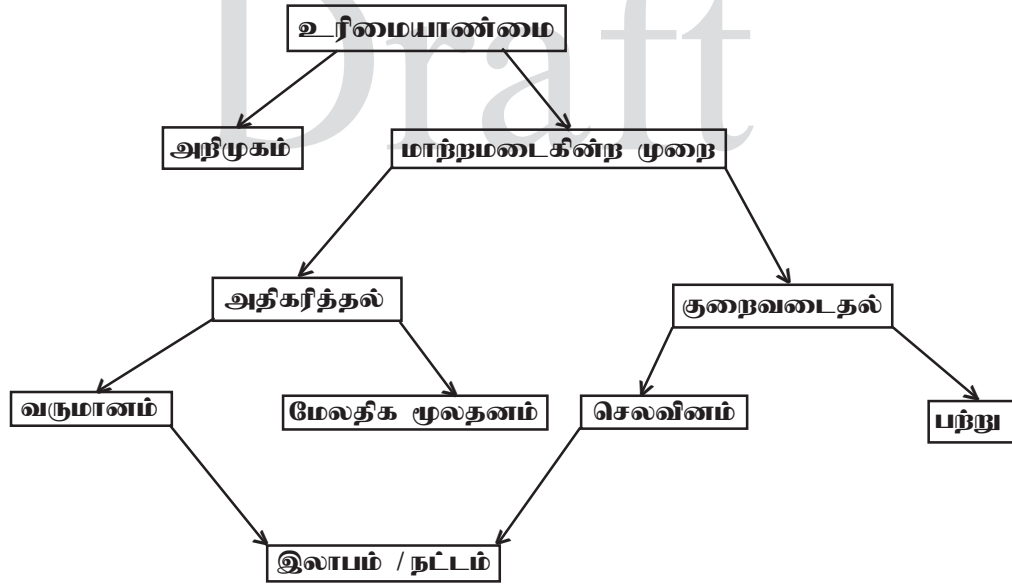 Draft
உரிமையாண்மை
அறிமுகம்
மாற்றமடைகின்ற முறை
அதிகரித்தல்
குறைவடைதல்
வருமானம்
மேலதிக மூலதனம்
செலவினம்
பற்று
இலாபம் / நட்டம்